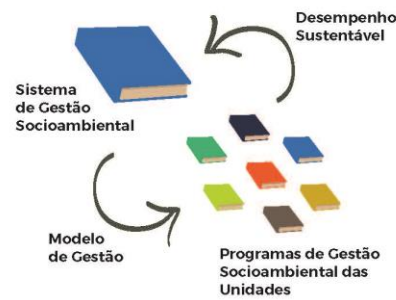 Desempenho
Sustentável
Sistema
de Gestão
Socioambiental
Modelo
de Gestão
Programas de Gestão
Socioambiental das
Unidades